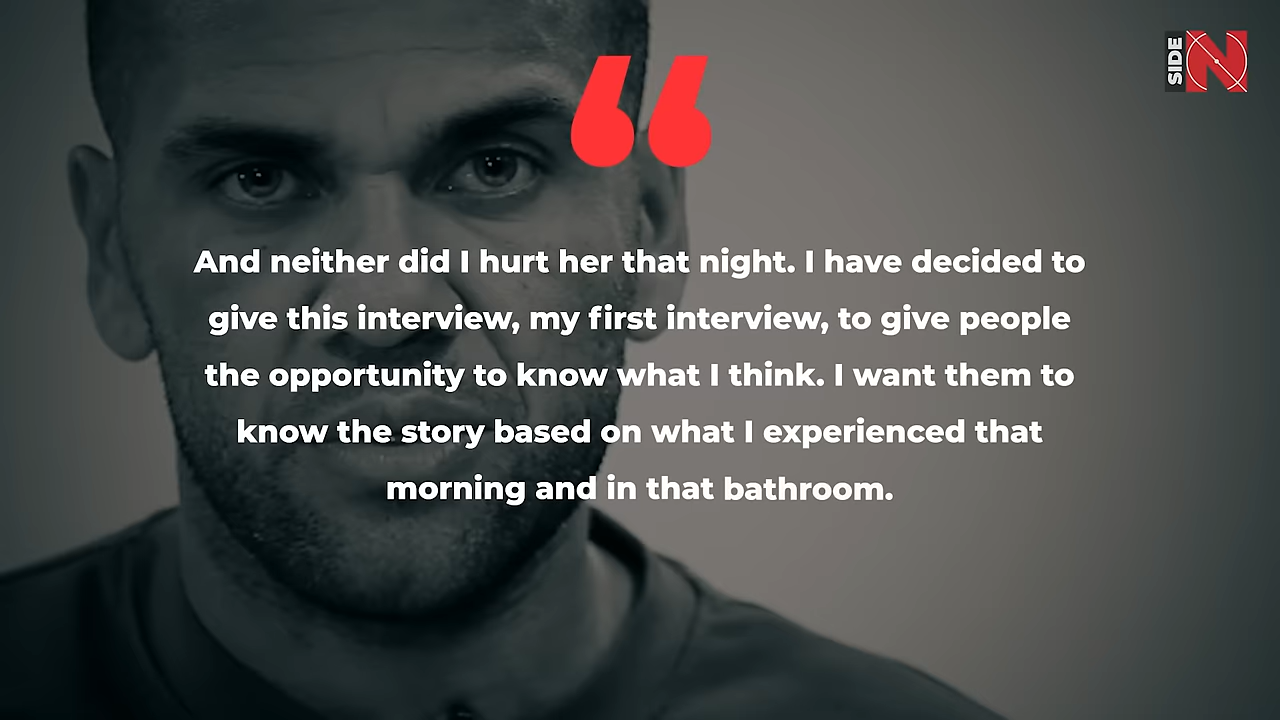 SIDE N
“
And neither did I hurt her that night. I have decided to
give this interview, my first interview, to give people
the opportunity to know what I think. I want them to
know the story based on what I experienced that
morning and in that bathroom.